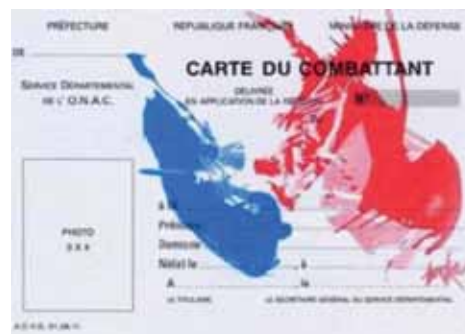 PRÉFECTURE
RÉPUBLIQUE FRANÇAISE
MINISTÈRE DE LA DÉFENSE
DE
CARTE DU COMBATTANT
SERVICE DÉPARTEMENTAL
DE L' O.N.A.C.
DÉLIVRÉE
EN APPLICATION DE LA
N°
PHOTO
3 X 4
Domicile
Né(e) le , à
A , le
LE TITULAIRE, LE SECRÉTAIRE GÉNÉRAL DU SERVICE DÉPARTEMENTAL